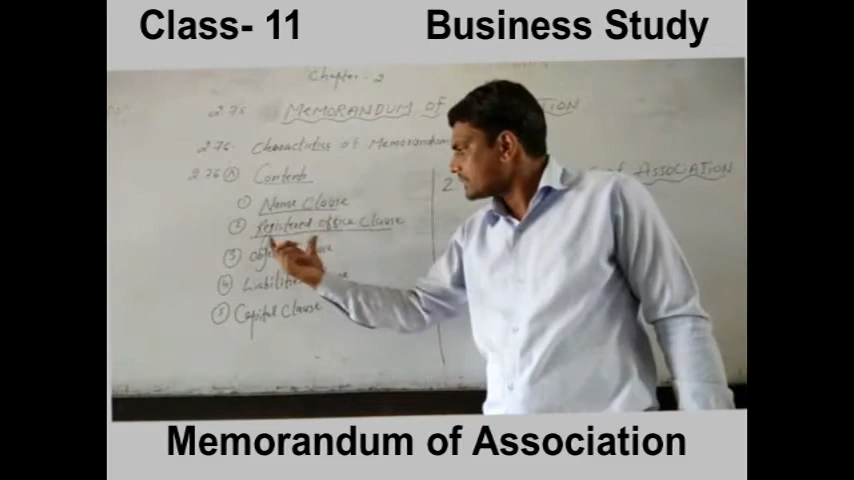 Class- 11 Business Study
Chapter-2
2.75 MEMORANDUM OF
2.76. Characteristics of Memorandum
2.76 (A) Contents
of ASSOCIATION
① Name Clause
2
② Registered office Clause
③
④
⑤ Capital Clause
Memorandum of Association